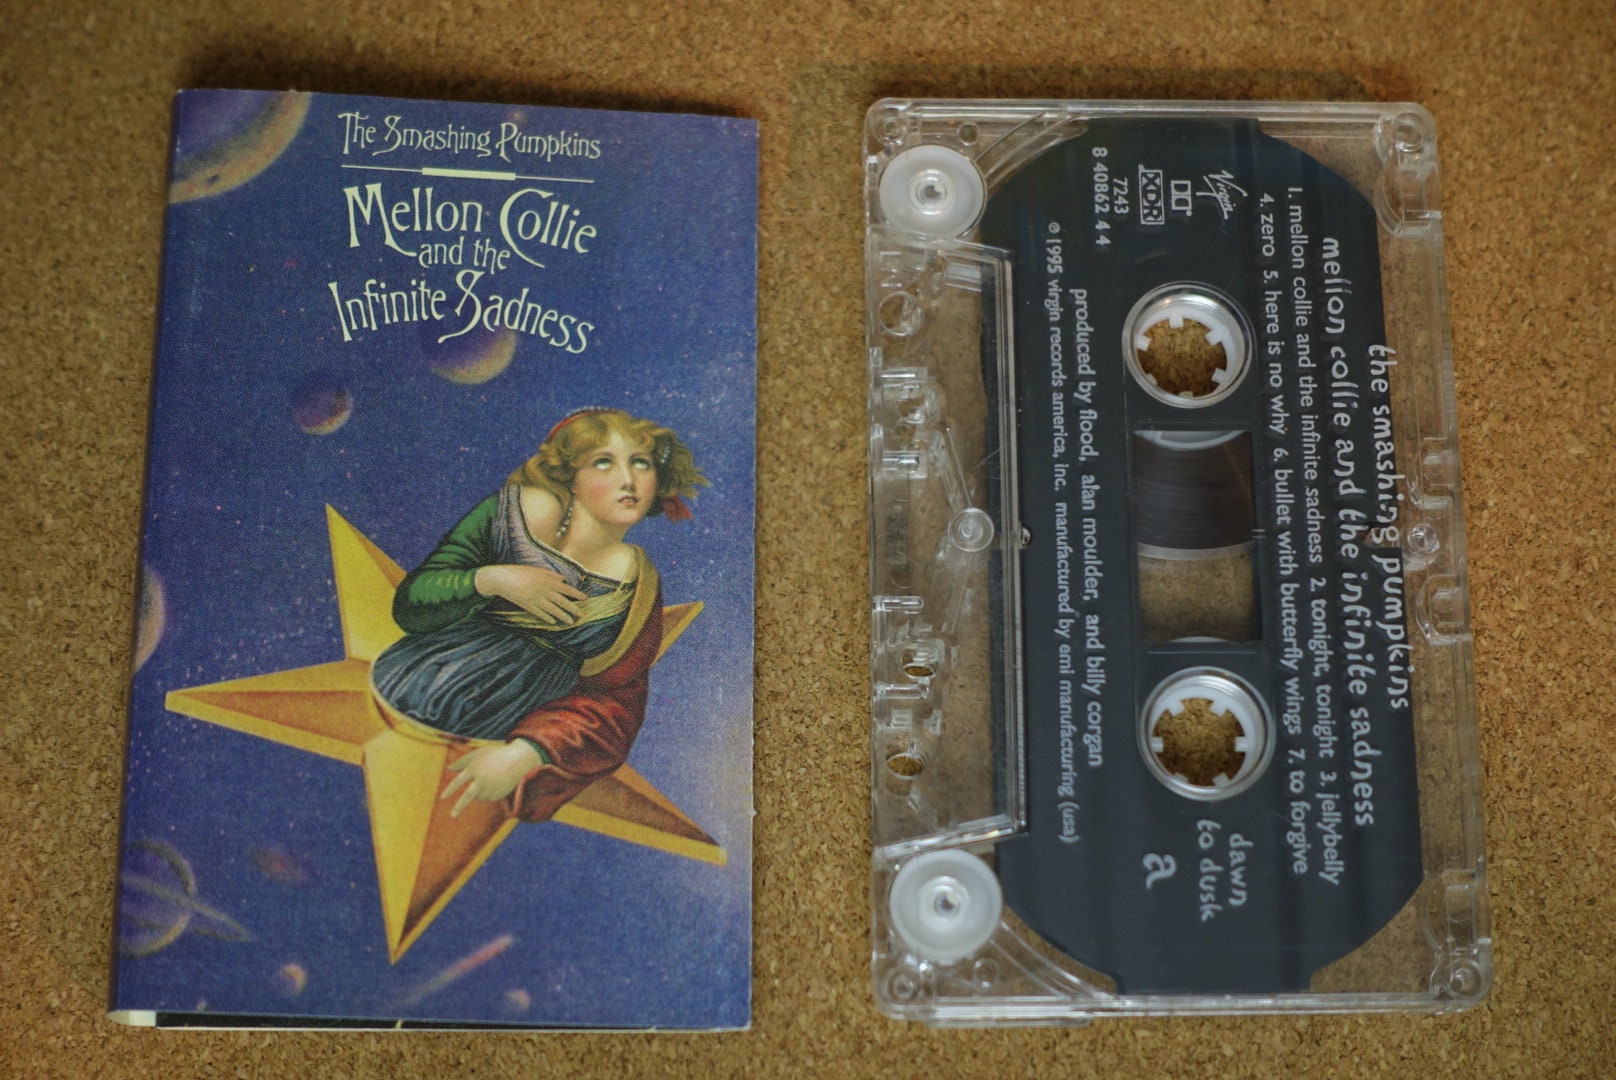 The Smashing Pumpkins
Mellon Collie
and the
Infinite Sadness
the smashing pumpkins
mellon collie and the infinite sadness
1. mellon collie and the infinite sadness 2. tonight, tonight 3. jellybelly
4. zero 5. here is no why 6. bullet with butterfly wings 7. to forgive
Virgin
XDR
7243
8 40862 4 4
dawn
to dusk
a
produced by flood, alan moulder, and billy corgan
℗ 1995 virgin records america, inc. manufactured by emi manufacturing (usa)